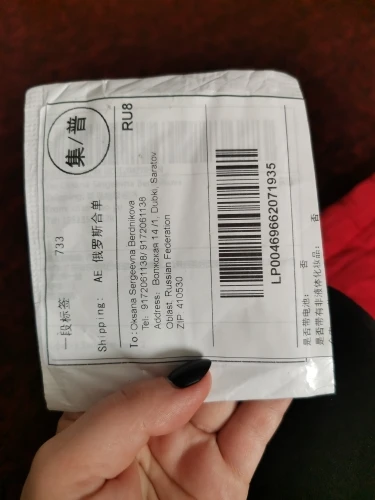 集/普
RU8
一段标签 733
Shipping: AE 俄罗斯合单
To: Oksana Sergeevna Berdnikova
Tel: 9172061138/ 9172061138
Address: Волжская 14 /1, Dubki, Saratov
Oblast, Russian Federation
ZIP: 410530
LP00469662071935
是否带电池: 否
是否带有非液体化妆品: 否